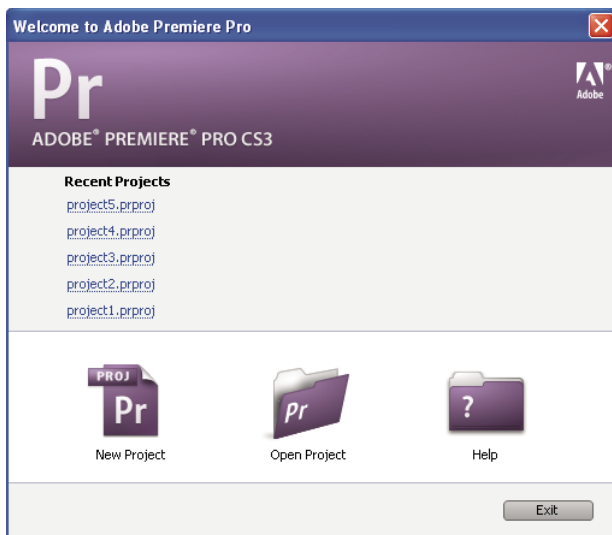 Welcome to Adobe Premiere Pro
Pr
Adobe®
ADOBE® PREMIERE® PRO CS3
Recent Projects
project5.prproj
project4.prproj
project3.prproj
project2.prproj
project1.prproj
PROJ
Pr
Pr
?
New Project
Open Project
Help
Exit